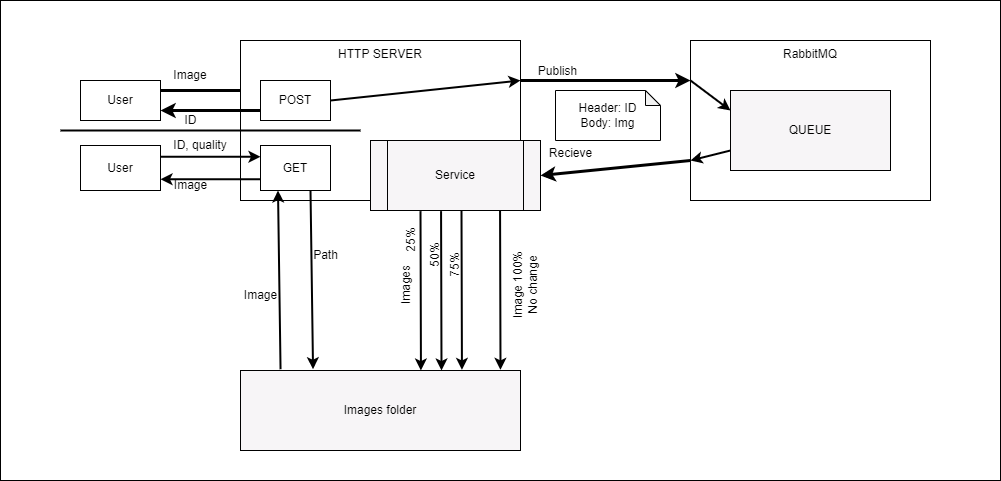 HTTP SERVER
RabbitMQ
Image
User
POST
ID
Publish
Header: ID
Body: Img
QUEUE
ID, quality
User
Image
GET
Service
Recieve
Path
Image
Images 25%
50%
75%
Image 100%
No change
Images folder